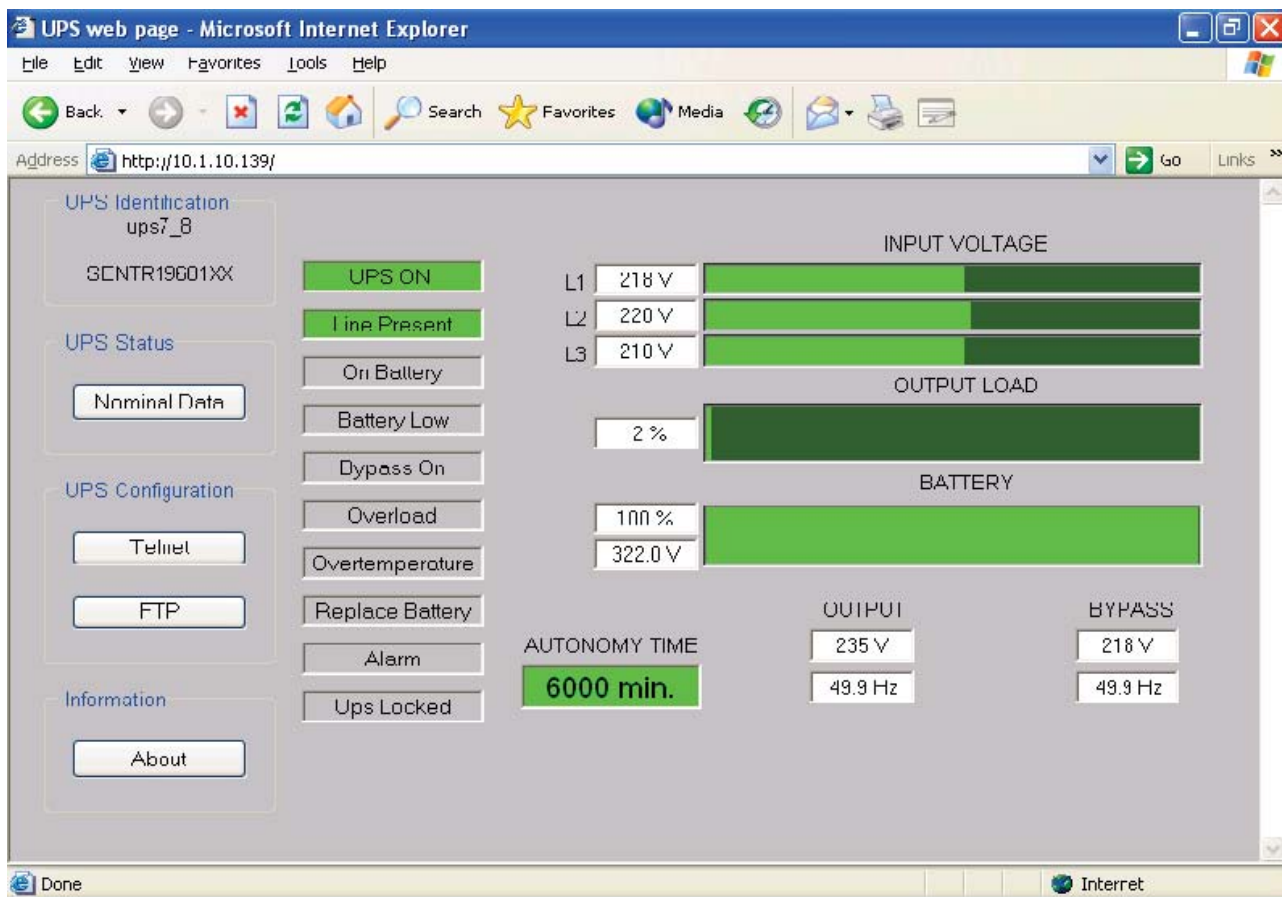 UPS web page - Microsoft Internet Explorer
File Edit View Favorites Tools Help
Back Search Favorites Media
Address http://10.1.10.139/ Go Links »
UPS Identification
ups7_8
SENTR19601XX
UPS Status
Nominal Data
UPS Configuration
Telnet
FTP
Information
About
UPS ON
Line Present
On Battery
Battery Low
Bypass On
Overload
Overtemperature
Replace Battery
Alarm
Ups Locked
INPUT VOLTAGE
L1 218 V
L2 220 V
L3 210 V
OUTPUT LOAD
2 %
BATTERY
100 %
322.0 V
AUTONOMY TIME
6000 min.
OUTPUT
235 V
49.9 Hz
BYPASS
218 V
49.9 Hz
Done Internet